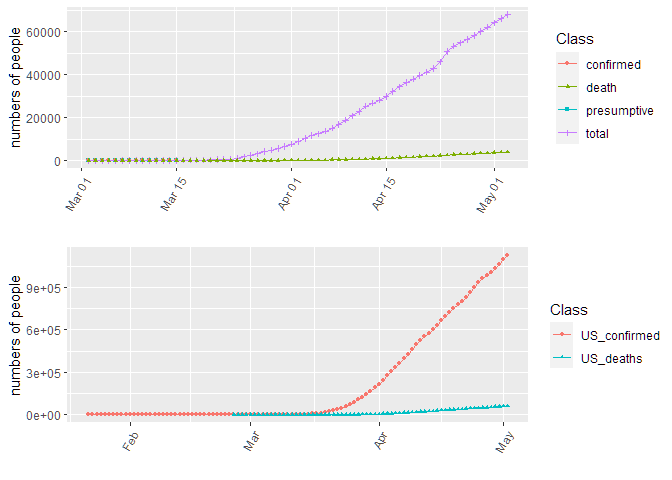 numbers of people
60000
40000
20000
0
Mar 01
Mar 15
Apr 01
Apr 15
May 01
Class
confirmed
death
presumptive
total
numbers of people
9e+05
6e+05
3e+05
0e+00
Feb
Mar
Apr
May
Class
US_confirmed
US_deaths